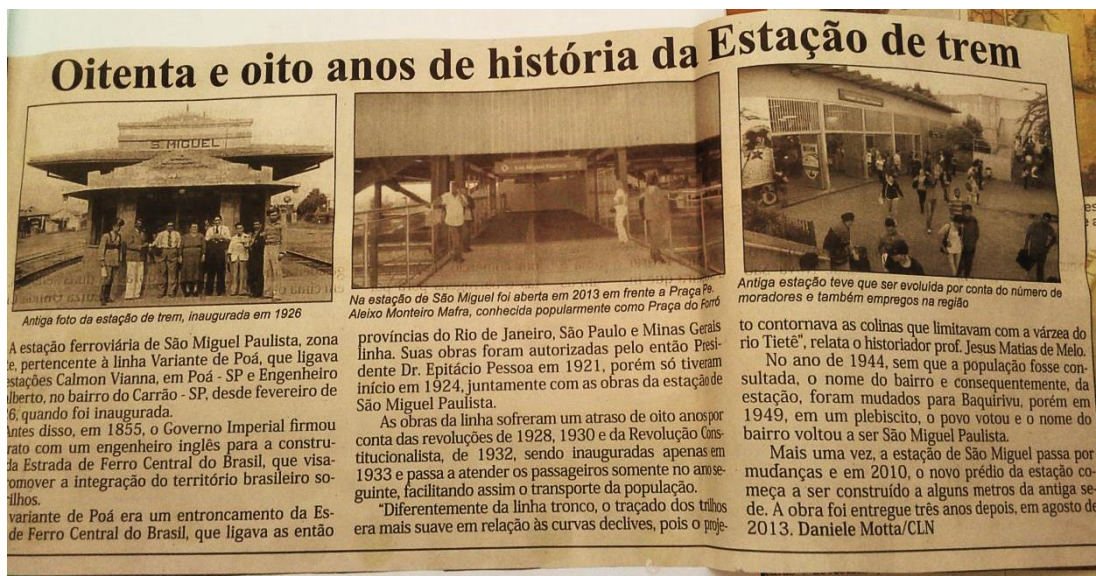 Oitenta e oito anos de história da Estação de trem
S. MIGUEL
Antiga foto da estação de trem, inaugurada em 1926
Na estação de São Miguel foi aberta em 2013 em frente a Praça Pe.
Aleixo Monteiro Mafra, conhecida popularmente como Praça do Forró
Antiga estação teve que ser evoluida por conta do número de
moradores e também empregos na região
A estação ferroviária de São Miguel Paulista, zona
te, pertencente à linha Variante de Poá, que ligava
estações Calmon Vianna, em Poá - SP e Engenheiro
lberto, no bairro do Carrão - SP, desde fevereiro de
6, quando foi inaugurada.
Antes disso, em 1855, o Governo Imperial firmou
rato com um engenheiro inglês para a constru-
da Estrada de Ferro Central do Brasil, que visa-
romover a integração do território brasileiro so-
rilhos.
variante de Poá era um entroncamento da Es-
de Ferro Central do Brasil, que ligava as então
províncias do Rio de Janeiro, São Paulo e Minas Gerais
linha. Suas obras foram autorizadas pelo então Presi-
dente Dr. Epitácio Pessoa em 1921, porém só tiveram
início em 1924, juntamente com as obras da estação de
São Miguel Paulista.
As obras da linha sofreram um atraso de oito anos por
conta das revoluções de 1928, 1930 e da Revolução Cons-
titucionalista, de 1932, sendo inauguradas apenas em
1933 e passa a atender os passageiros somente no ano se-
guinte, facilitando assim o transporte da população.
"Diferentemente da linha tronco, o traçado dos trilhos
era mais suave em relação às curvas declives, pois o proje-
to contornava as colinas que limitavam com a várzea do
rio Tietê", relata o historiador prof. Jesus Matias de Melo.
No ano de 1944, sem que a população fosse con-
sultada, o nome do bairro e consequentemente, da
estação, foram mudados para Baquirivu, porém em
1949, em um plebiscito, o povo votou e o nome do
bairro voltou a ser São Miguel Paulista.
Mais uma vez, a estação de São Miguel passa por
mudanças e em 2010, o novo prédio da estação co-
meça a ser construído a alguns metros da antiga se-
de. A obra foi entregue três anos depois, em agosto de
2013. Daniele Motta/CLN